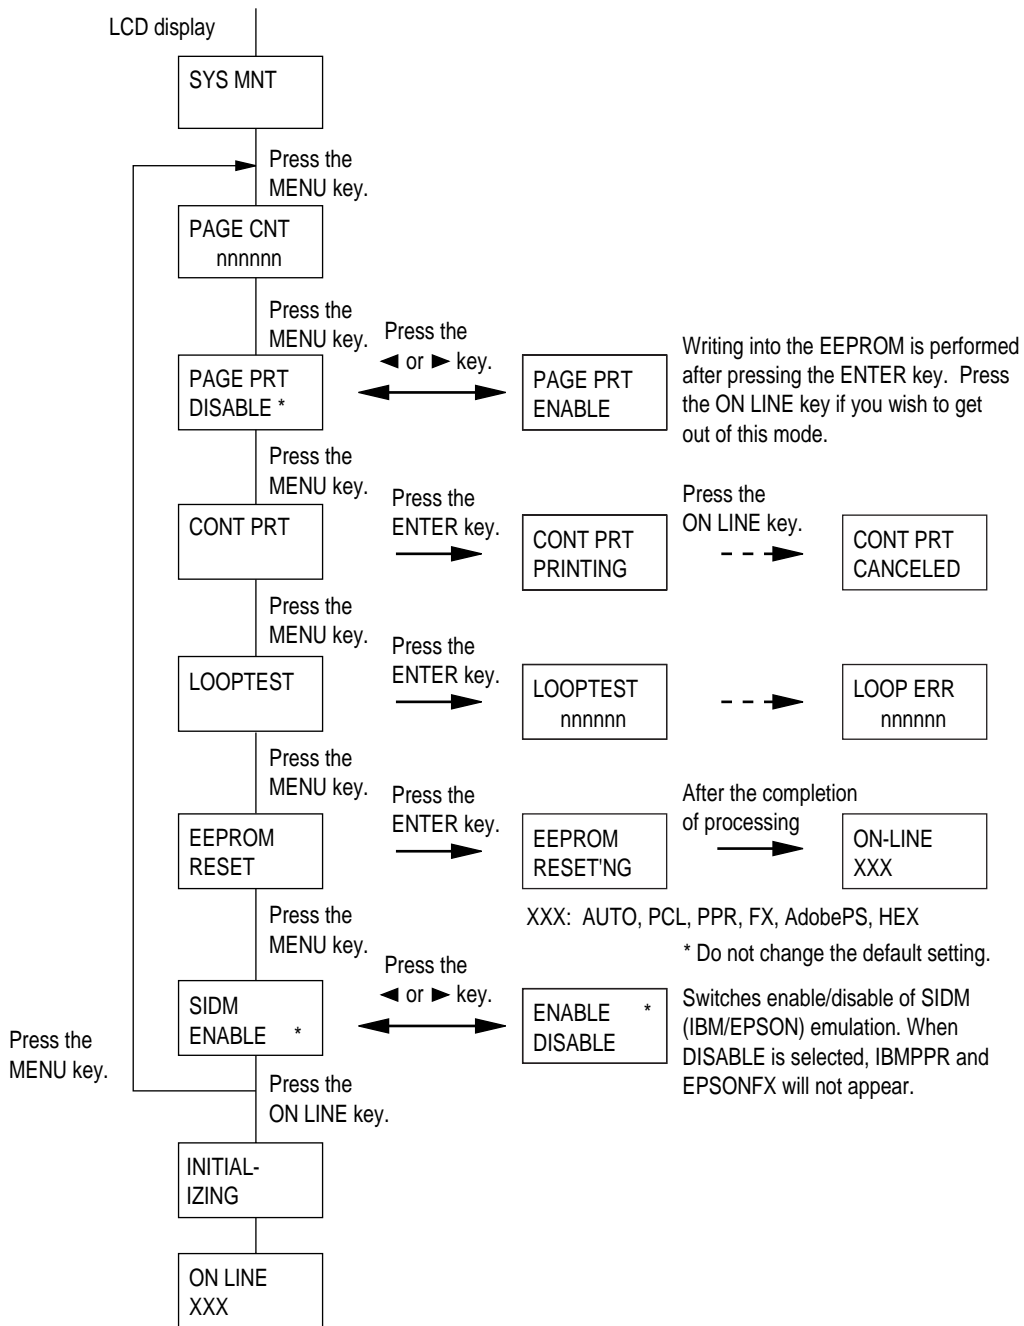 LCD display
SYS MNT
Press the
MENU key.
PAGE CNT
nnnnnn
Press the
MENU key.
Press the
◄ or ► key.
PAGE PRT
DISABLE *
PAGE PRT
ENABLE
Writing into the EEPROM is performed
after pressing the ENTER key. Press
the ON LINE key if you wish to get
out of this mode.
Press the
MENU key.
CONT PRT
Press the
ENTER key.
CONT PRT
PRINTING
Press the
ON LINE key.
CONT PRT
CANCELED
Press the
MENU key.
LOOPTEST
Press the
ENTER key.
LOOPTEST
nnnnnn
LOOP ERR
nnnnnn
Press the
MENU key.
EEPROM
RESET
Press the
ENTER key.
EEPROM
RESET'NG
After the completion
of processing
ON-LINE
XXX
XXX: AUTO, PCL, PPR, FX, AdobePS, HEX
* Do not change the default setting.
Press the
MENU key.
SIDM
ENABLE *
Press the
◄ or ► key.
ENABLE *
DISABLE
Switches enable/disable of SIDM
(IBM/EPSON) emulation. When
DISABLE is selected, IBMPPR and
EPSONFX will not appear.
Press the
MENU key.
Press the
ON LINE key.
INITIAL-
IZING
ON LINE
XXX